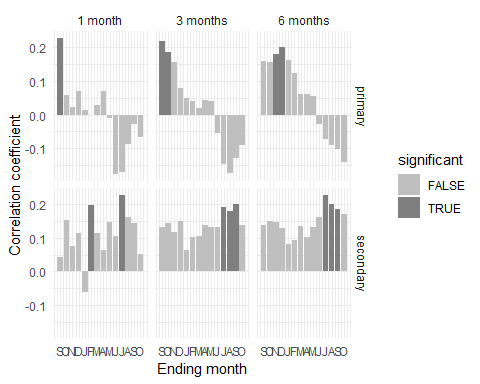 1 month 3 months 6 months
0.2
0.1
0.0
-0.1
primary
0.2
0.1
0.0
-0.1
secondary
Correlation coefficient
SONDJFMAMJJASO SONDJFMAMJJASO SONDJFMAMJJASO
Ending month
significant
FALSE
TRUE